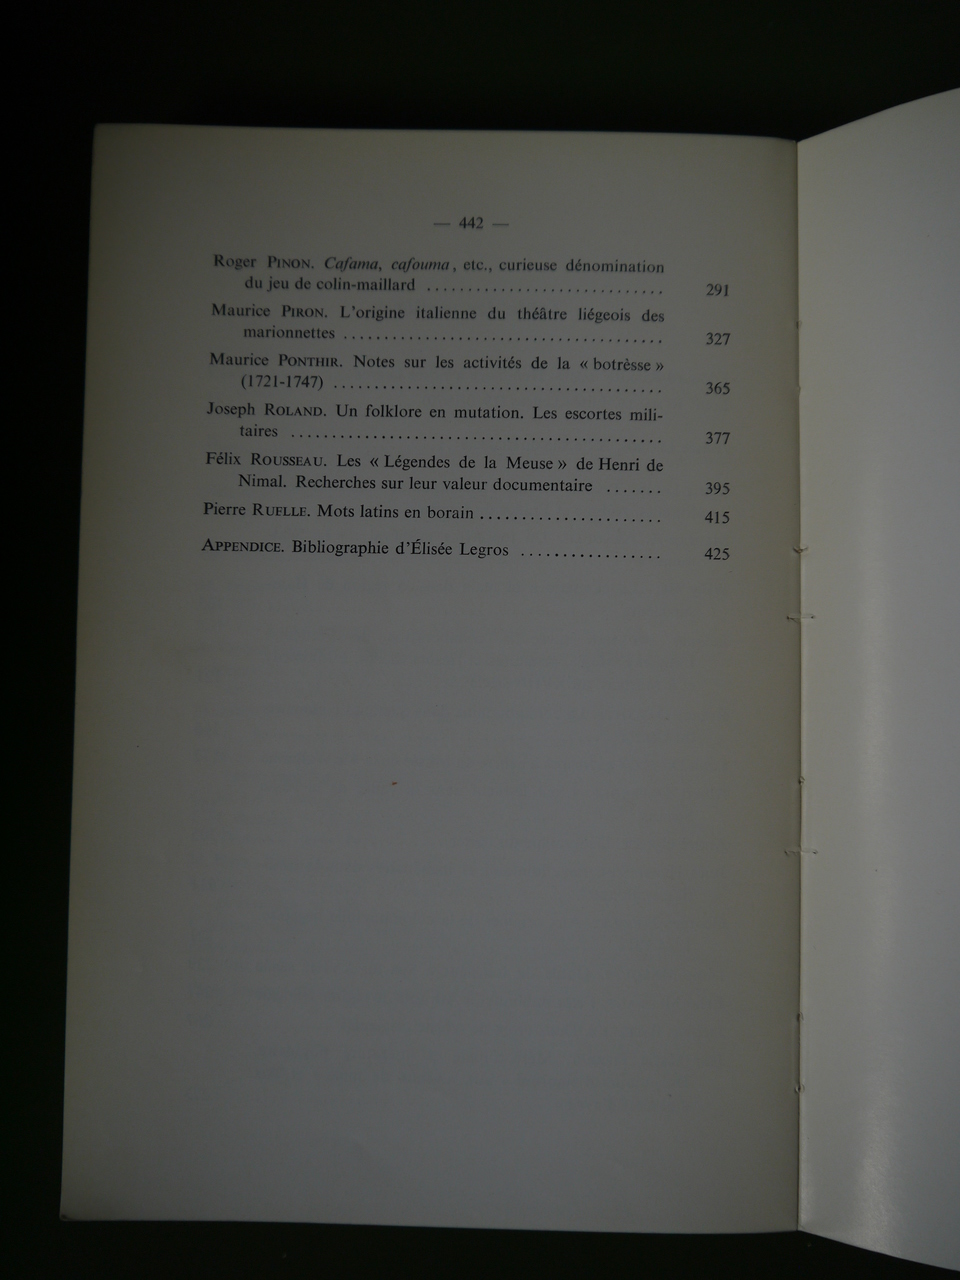 — 442 —
Roger PINON. Cafama, cafouma, etc., curieuse dénomination
du jeu de colin-maillard ............................. 291
Maurice PIRON. L'origine italienne du théâtre liégeois des
marionnettes ....................................... 327
Maurice PONTHIR. Notes sur les activités de la « botrèsse »
(1721-1747) ........................................ 365
Joseph ROLAND. Un folklore en mutation. Les escortes mili-
taires ............................................. 377
Félix ROUSSEAU. Les « Légendes de la Meuse » de Henri de
Nimal. Recherches sur leur valeur documentaire ....... 395
Pierre RUELLE. Mots latins en borain ...................... 415
APPENDICE. Bibliographie d'Élisée Legros ................. 425